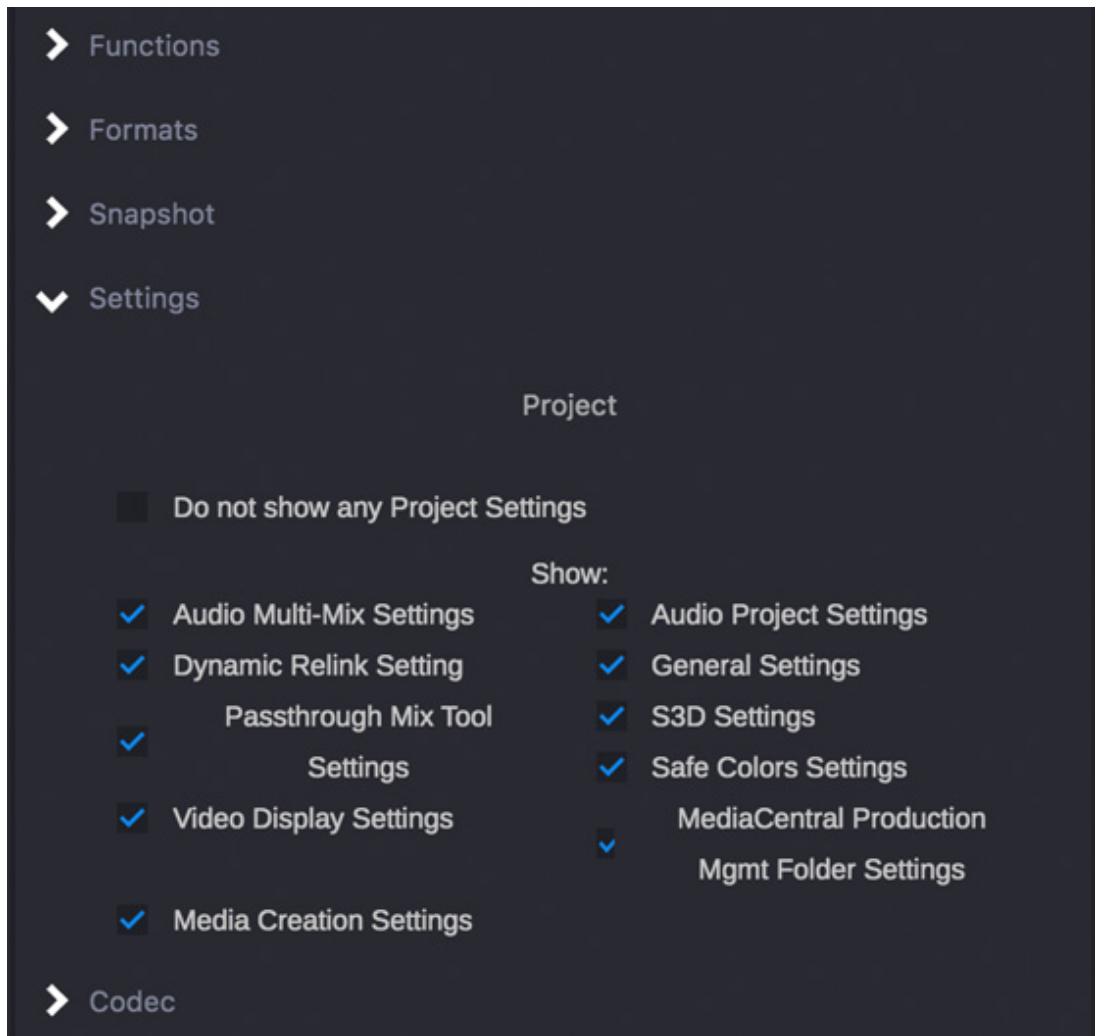 Functions
Formats
Snapshot
Settings
Project
Do not show any Project Settings
Show:
Audio Multi-Mix Settings
Audio Project Settings
Dynamic Relink Setting
General Settings
Passthrough Mix Tool
Settings
S3D Settings
Safe Colors Settings
Video Display Settings
MediaCentral Production
Mgmt Folder Settings
Media Creation Settings
Codec